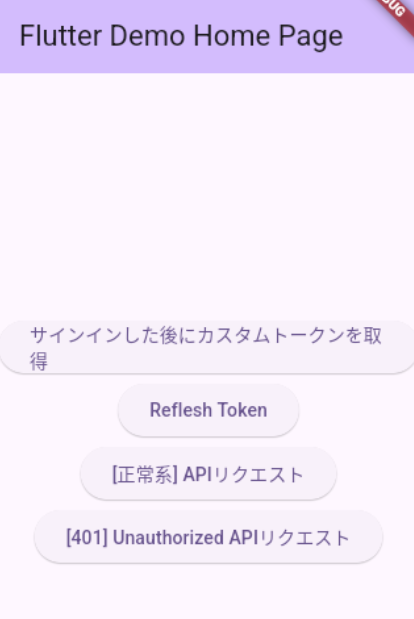 Flutter Demo Home Page
サインインした後にカスタムトークンを取
得
Reflesh Token
[正常系] APIリクエスト
[401] Unauthorized APIリクエスト